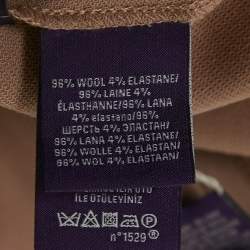 96% WOOL 4% ELASTANE/
96% LAINE 4%
ÉLASTHANNE/96% LANA
4% elastano/96%
ШЕРСТЬ 4% ЭЛАСТАН/
96% LANA 4% ELASTAN/
96% WOLLE 4% ELASTAN/
96% WOL 4% ELASTAAN/
İLE ÜTÜLEYİNİZ
n°1529®